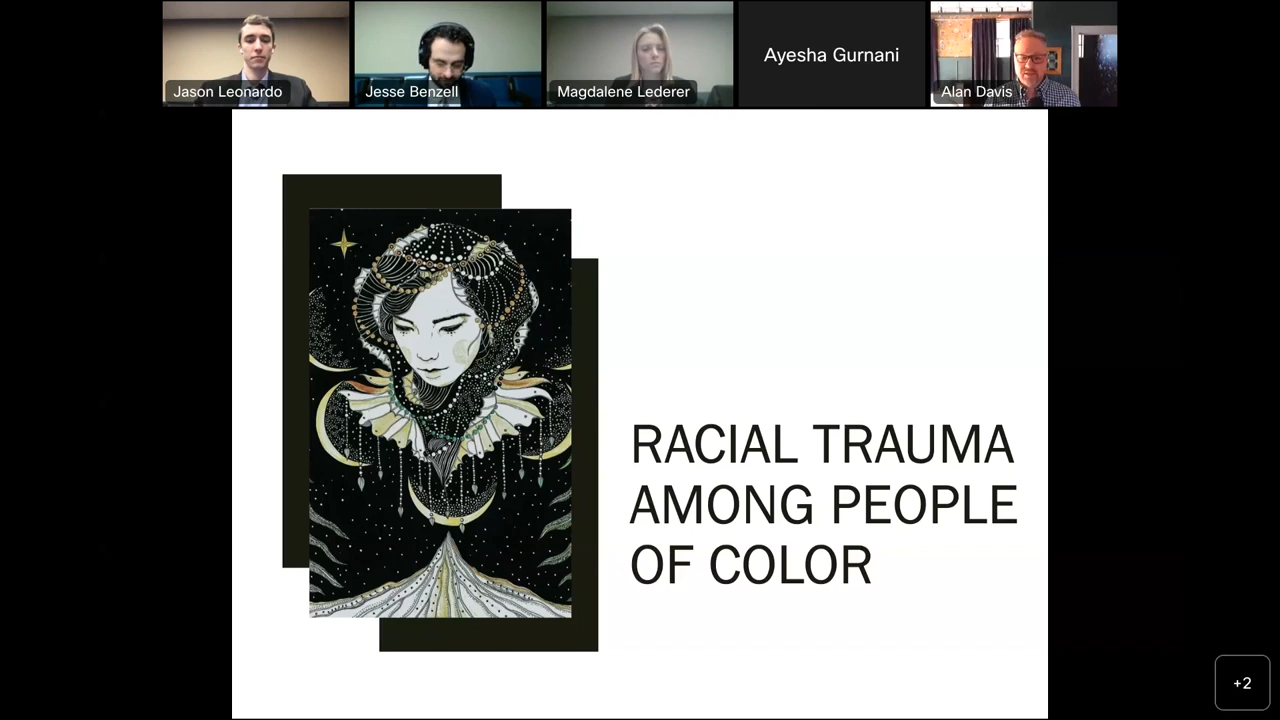 Jason Leonardo
Jesse Benzell
Magdalene Lederer
Ayesha Gurnani
Alan Davis
RACIAL TRAUMA
AMONG PEOPLE
OF COLOR
+2